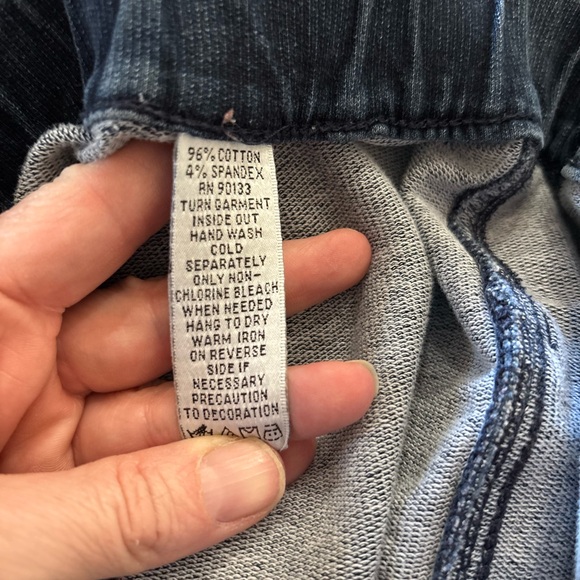 96% COTTON
4% SPANDEX
RN 90133
TURN GARMENT
INSIDE OUT
HAND WASH
COLD
SEPARATELY
ONLY NON-
CHLORINE BLEACH
WHEN NEEDED
HANG TO DRY
WARM IRON
ON REVERSE
SIDE IF
NECESSARY
PRECAUTION
TO DECORATION